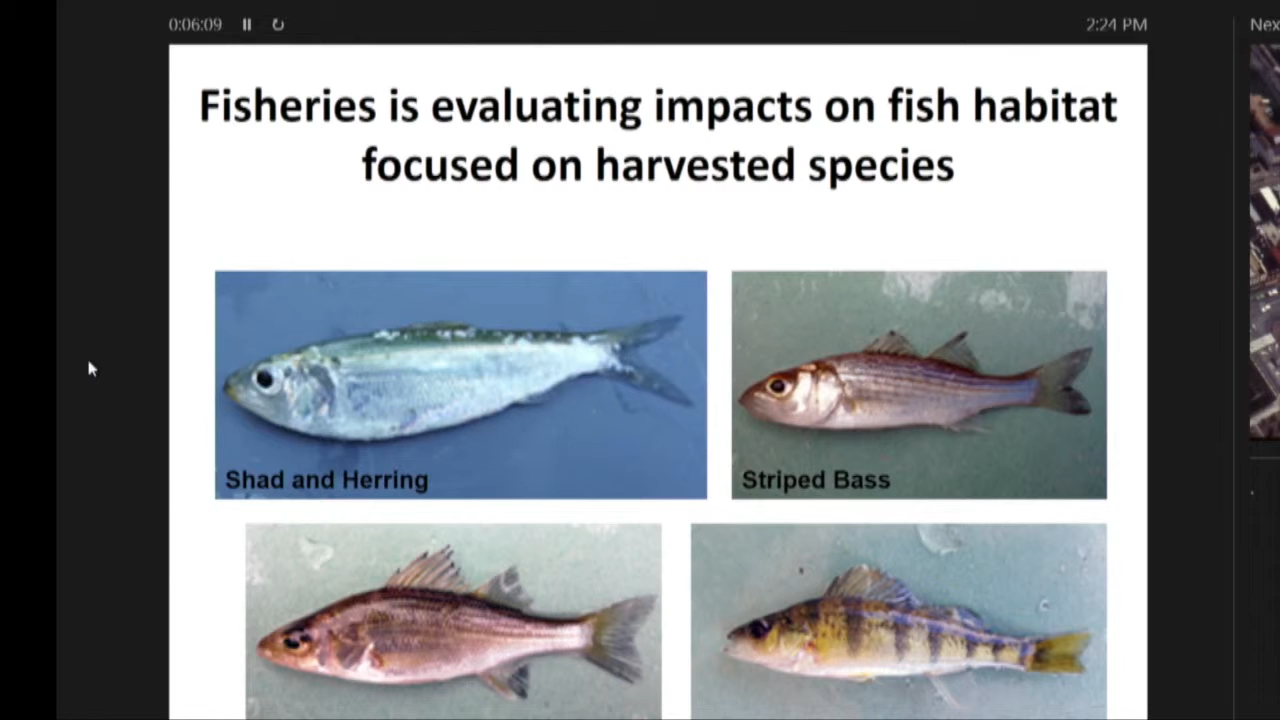 0:06:09
2:24 PM
Nex
Fisheries is evaluating impacts on fish habitat
focused on harvested species
Shad and Herring
Striped Bass